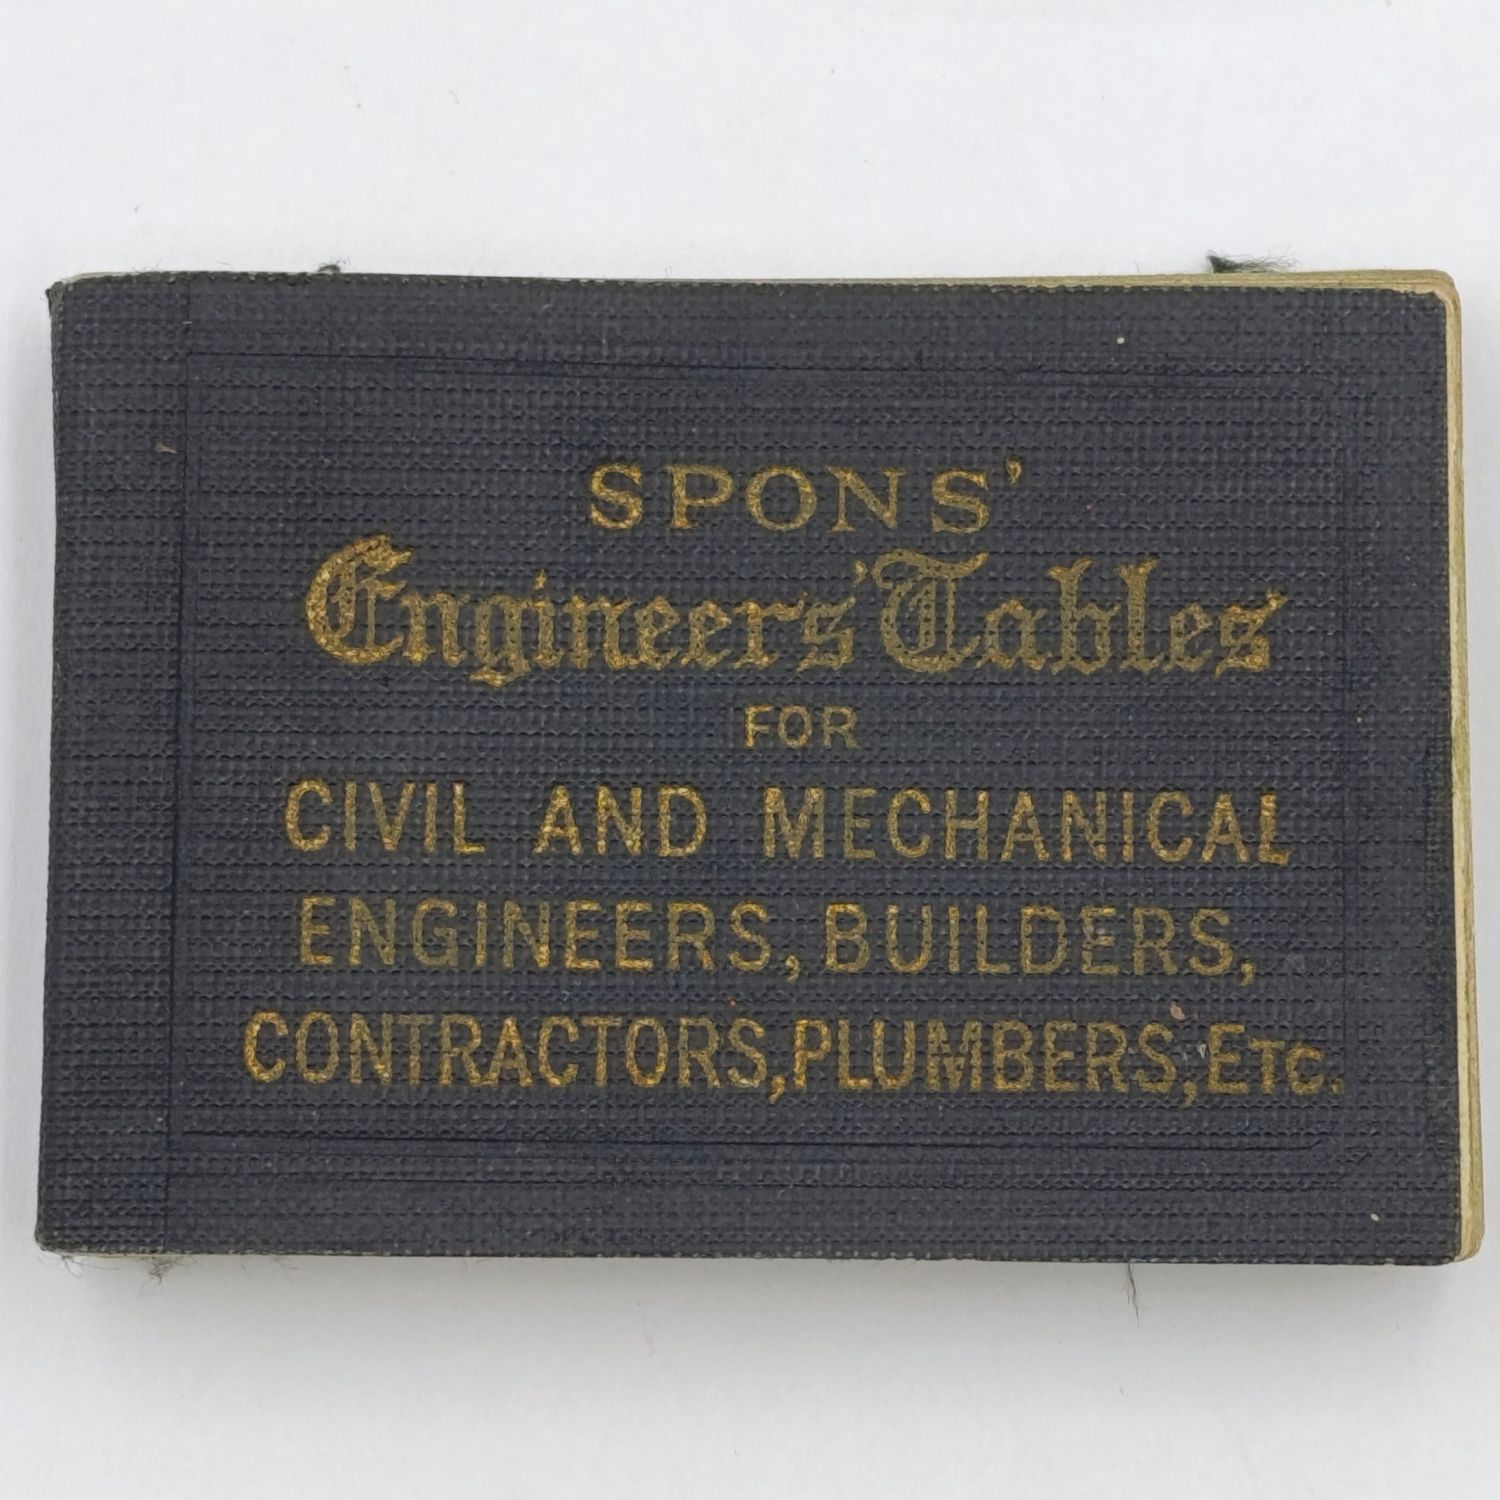 SPONS'
Engineers' Tables
FOR
CIVIL AND MECHANICAL
ENGINEERS, BUILDERS,
CONTRACTORS, PLUMBERS, ETC.